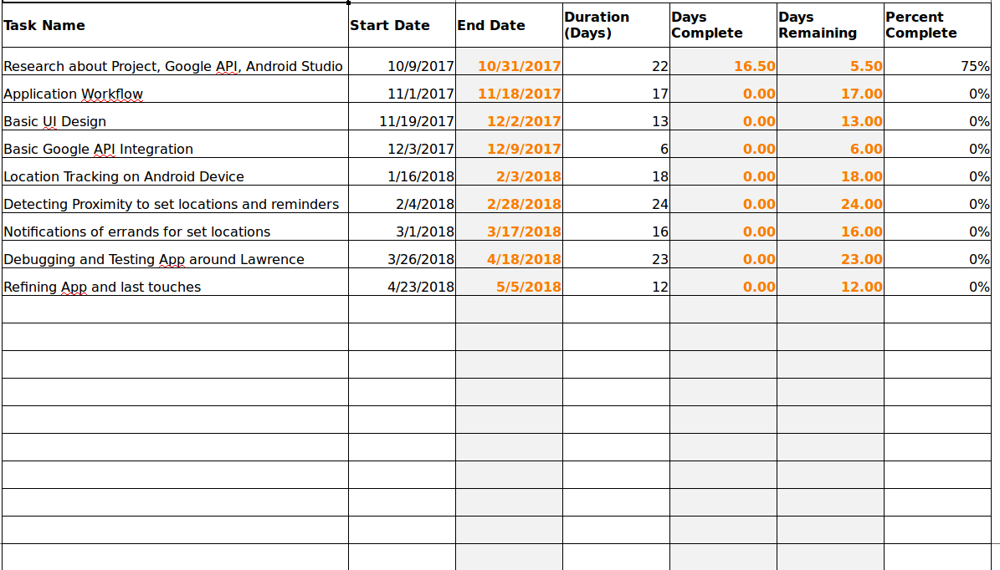 Task Name Start Date End Date Duration (Days) Days Complete Days Remaining Percent Complete
Research about Project, Google API, Android Studio 10/9/2017 10/31/2017 22 16.50 5.50 75%
Application Workflow 11/1/2017 11/18/2017 17 0.00 17.00 0%
Basic UI Design 11/19/2017 12/2/2017 13 0.00 13.00 0%
Basic Google API Integration 12/3/2017 12/9/2017 6 0.00 6.00 0%
Location Tracking on Android Device 1/16/2018 2/3/2018 18 0.00 18.00 0%
Detecting Proximity to set locations and reminders 2/4/2018 2/28/2018 24 0.00 24.00 0%
Notifications of errands for set locations 3/1/2018 3/17/2018 16 0.00 16.00 0%
Debugging and Testing App around Lawrence 3/26/2018 4/18/2018 23 0.00 23.00 0%
Refining App and last touches 4/23/2018 5/5/2018 12 0.00 12.00 0%